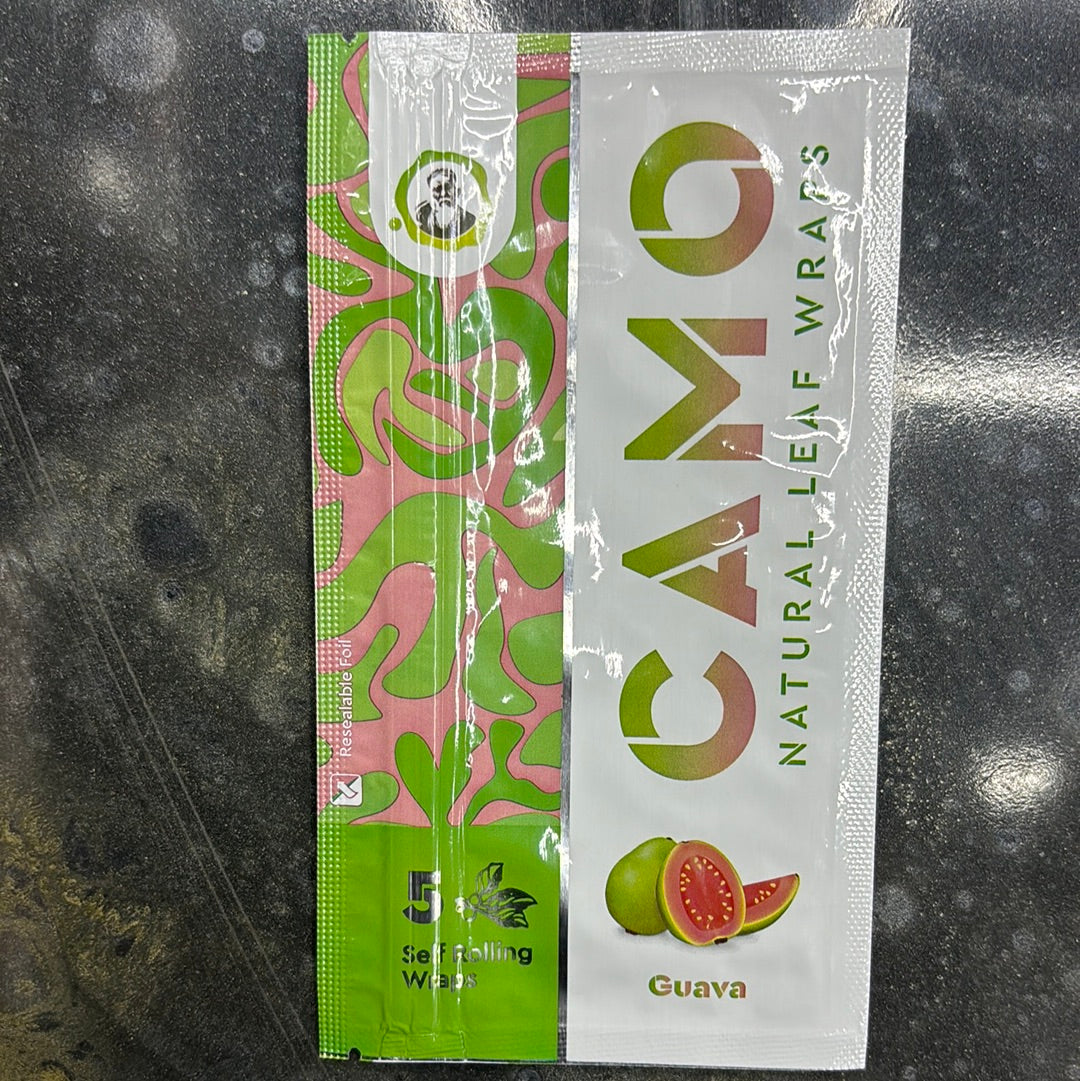 CAMO
NATURAL LEAF WRAPS
Resealable Foil
5
Self Rolling
Wraps
Guava